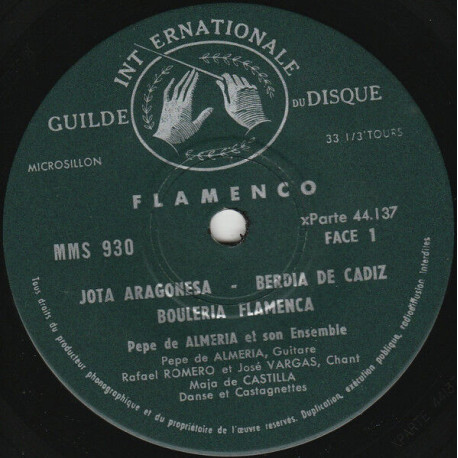 GUILDE INTERNATIONALE DU DISQUE
33 1/3 TOURS
MICROSILLON
FLAMENCO
xParte 44.137
MMS 930
FACE 1
JOTA ARAGONESA - BERDIA DE CADIZ
BOULERIA FLAMENCA
Pepe de ALMERIA et son Ensemble
Pepe de ALMERIA, Guitare
Rafael ROMERO et José VARGAS, Chant
Maja de CASTILLA
Danse et Castagnettes
Tous droits du producteur phonographique et du propriétaire de l'œuvre réservés. Duplication, exécution publique, radiodiffusion interdites